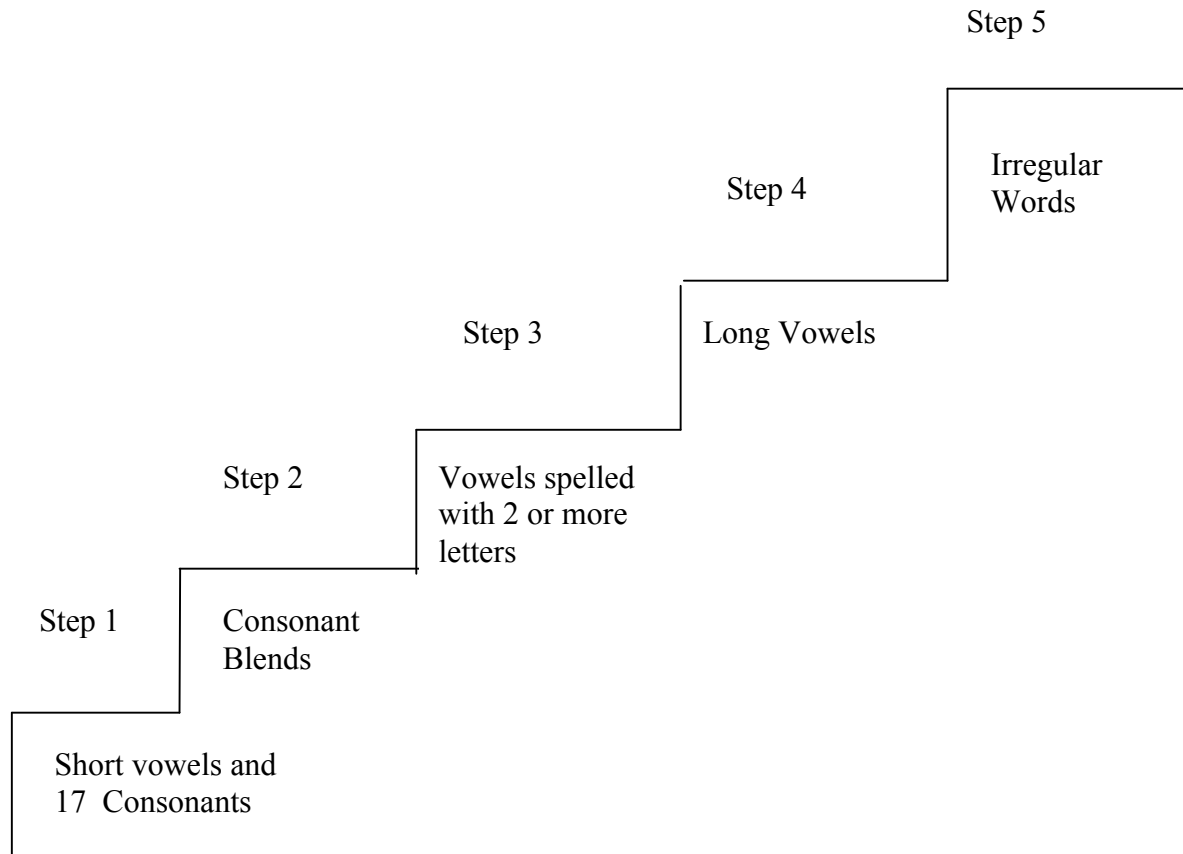 Step 5
Irregular
Words
Step 4
Long Vowels
Step 3
Vowels spelled
with 2 or more
letters
Step 2
Consonant
Blends
Step 1
Short vowels and
17  Consonants